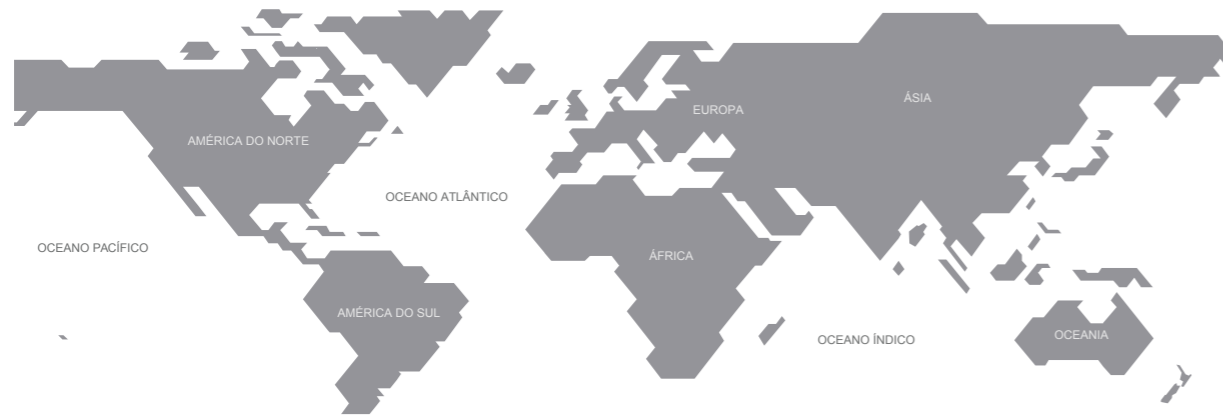 ÁSIA
EUROPA
AMÉRICA DO NORTE
OCEANO ATLÂNTICO
OCEANO PACÍFICO
ÁFRICA
AMÉRICA DO SUL
OCEANO ÍNDICO
OCEANIA